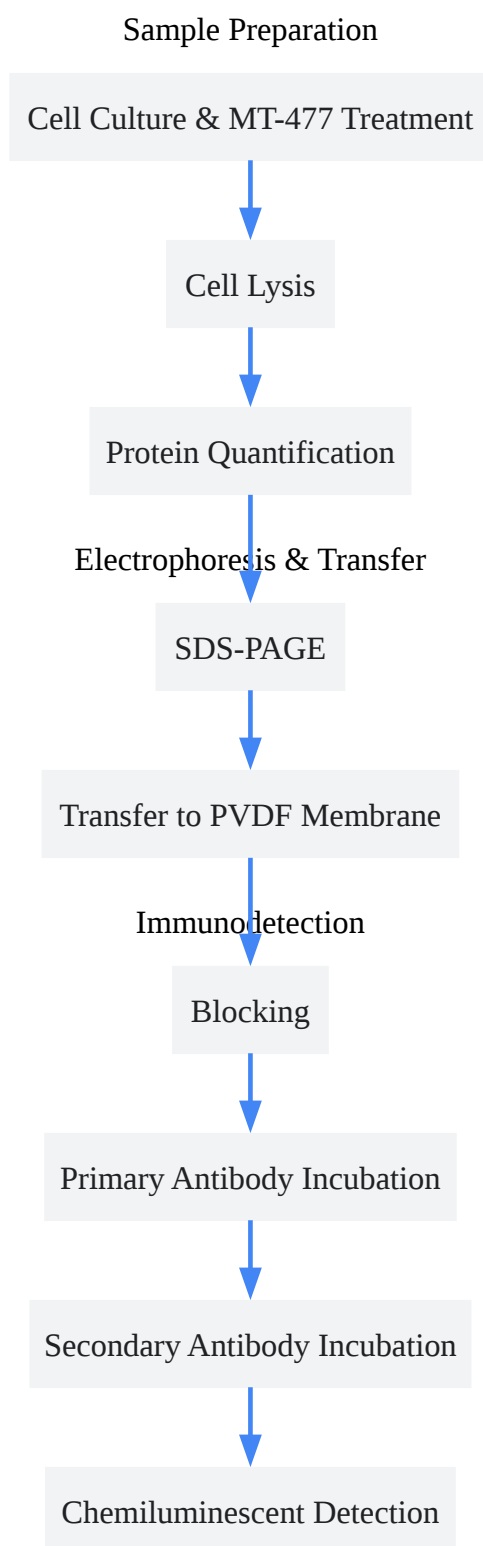 Sample Preparation
Cell Culture & MT-477 Treatment
Cell Lysis
Protein Quantification
Electrophoresis & Transfer
SDS-PAGE
Transfer to PVDF Membrane
Immunodetection
Blocking
Primary Antibody Incubation
Secondary Antibody Incubation
Chemiluminescent Detection